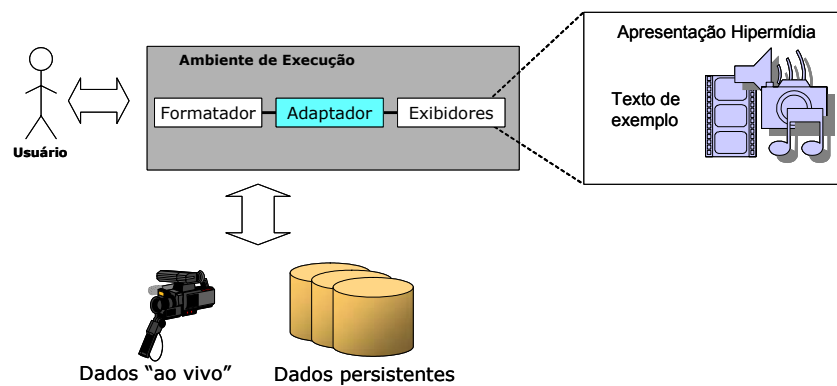 Usuário
Ambiente de Execução
Formatador
Adaptador
Exibidores
Apresentação Hipermídia
Texto de
exemplo
Dados “ao vivo”
Dados persistentes